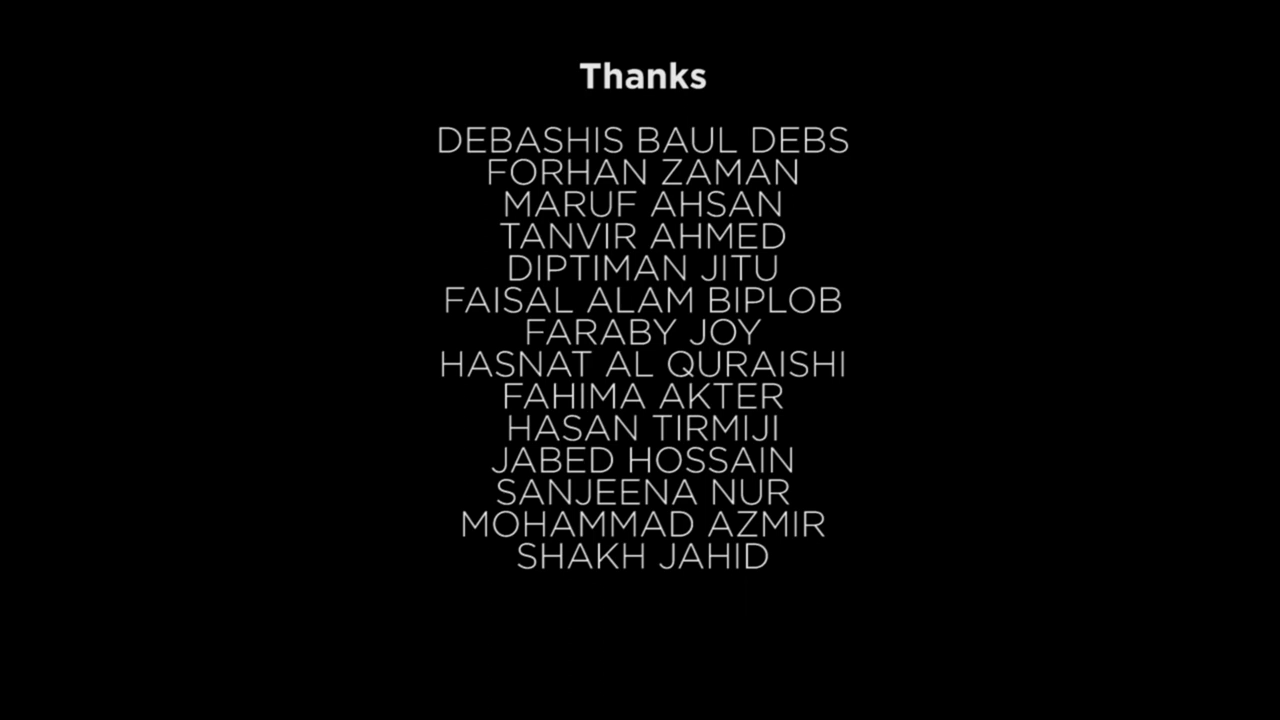 Thanks
DEBASHIS BAUL DEBS
FORHAN ZAMAN
MARUF AHSAN
TANVIR AHMED
DIPTIMAN JITU
FAISAL ALAM BIPLOB
FARABY JOY
HASNAT AL QURAISHI
FAHIMA AKTER
HASAN TIRMIJI
JABED HOSSAIN
SANJEENA NUR
MOHAMMAD AZMIR
SHAKH JAHID